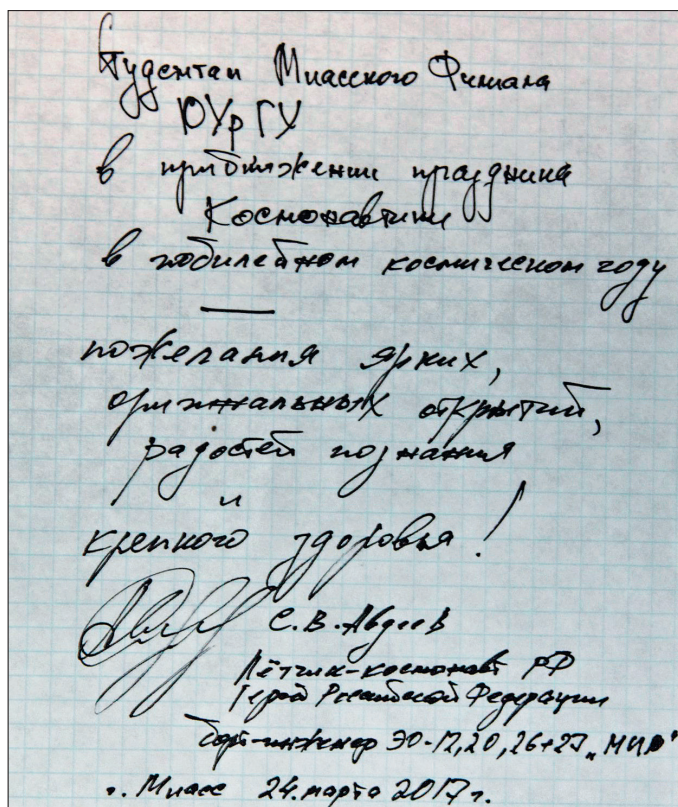 Студентам Миасского Филиала
ЮУрГУ
в приближении праздника
Космонавтики
в юбилейном космическом году
—
пожелания ярких,
оригинальных открытий,
радостей познания
и
крепкого здоровья!
С.В. Авдеев
Лётчик-космонавт РФ
Герой Российской Федерации
борт-инженер ЭО-12, 20, 26+27 „МИР"
г. Миасс 24 марта 2017 г.